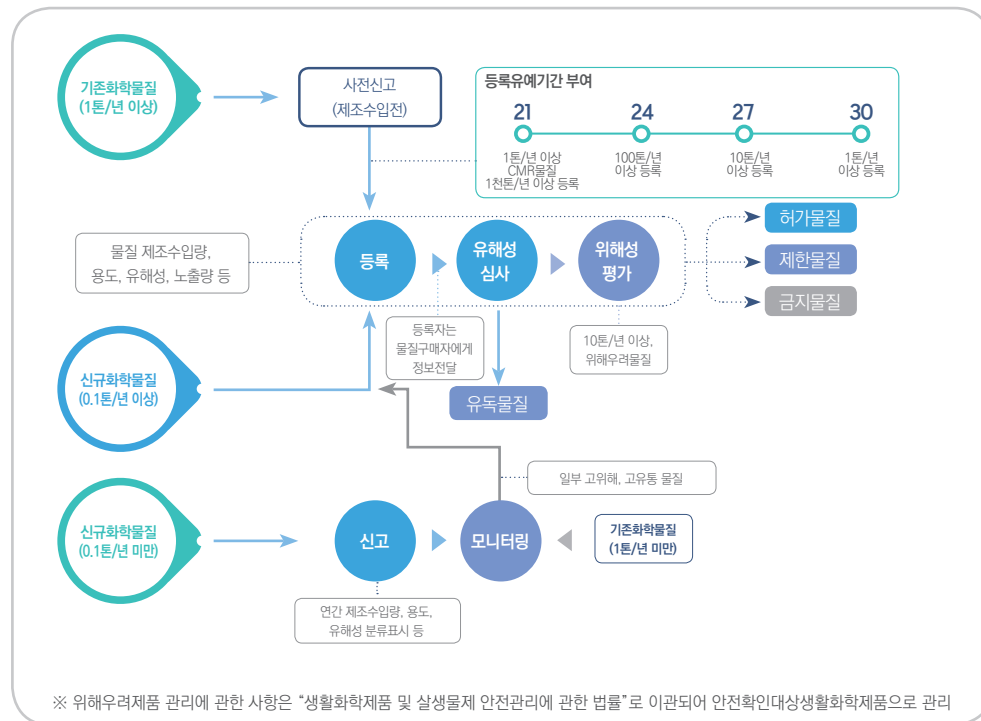 기존화학물질
(1톤/년 이상)
사전신고
(제조수입전)
등록유예기간 부여
21
24
27
30
1톤/년 이상
CMR물질
1천톤/년 이상 등록
100톤/년
이상 등록
10톤/년
이상 등록
1톤/년
이상 등록
물질 제조수입량,
용도, 유해성, 노출량 등
등록
유해성
심사
위해성
평가
허가물질
제한물질
금지물질
등록자는
물질구매자에게
정보전달
10톤/년 이상,
위해우려물질
신규화학물질
(0.1톤/년 이상)
유독물질
일부 고위해, 고유통 물질
신규화학물질
(0.1톤/년 미만)
신고
모니터링
기존화학물질
(1톤/년 미만)
연간 제조수입량, 용도,
유해성 분류표시 등
※ 위해우려제품 관리에 관한 사항은 “생활화학제품 및 살생물제 안전관리에 관한 법률”로 이관되어 안전확인대상생활화학제품으로 관리